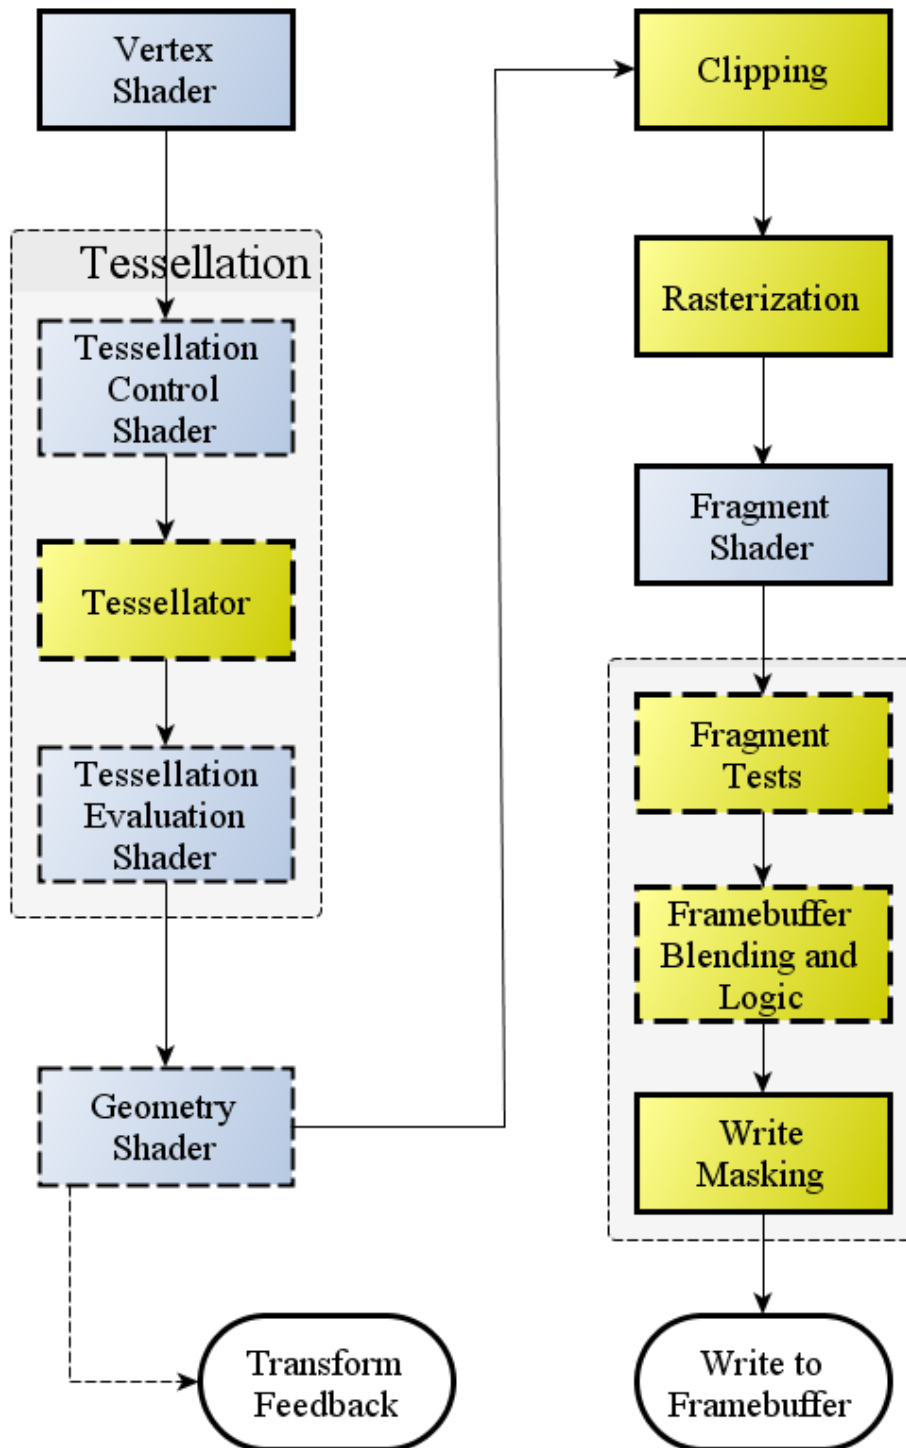 Vertex
Shader
Tessellation
Tessellation
Control
Shader
Tessellator
Tessellation
Evaluation
Shader
Geometry
Shader
Transform
Feedback
Clipping
Rasterization
Fragment
Shader
Fragment
Tests
Framebuffer
Blending and
Logic
Write
Masking
Write to
Framebuffer